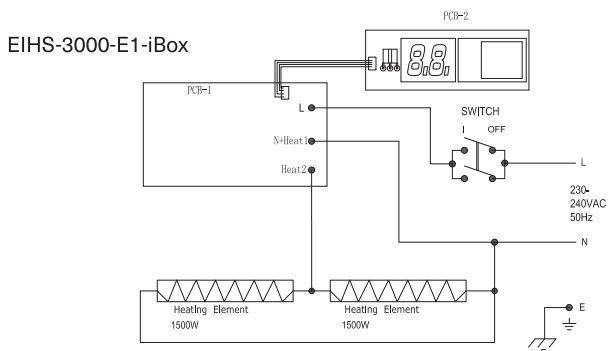 PCB-2
EIHS-3000-E1-iBox
8.8.
PCB-1
L
SWITCH
I OFF
N+Heat1
Heat2
L
230-
240VAC
50Hz
N
Heating Element
1500W
Heating Element
1500W
E